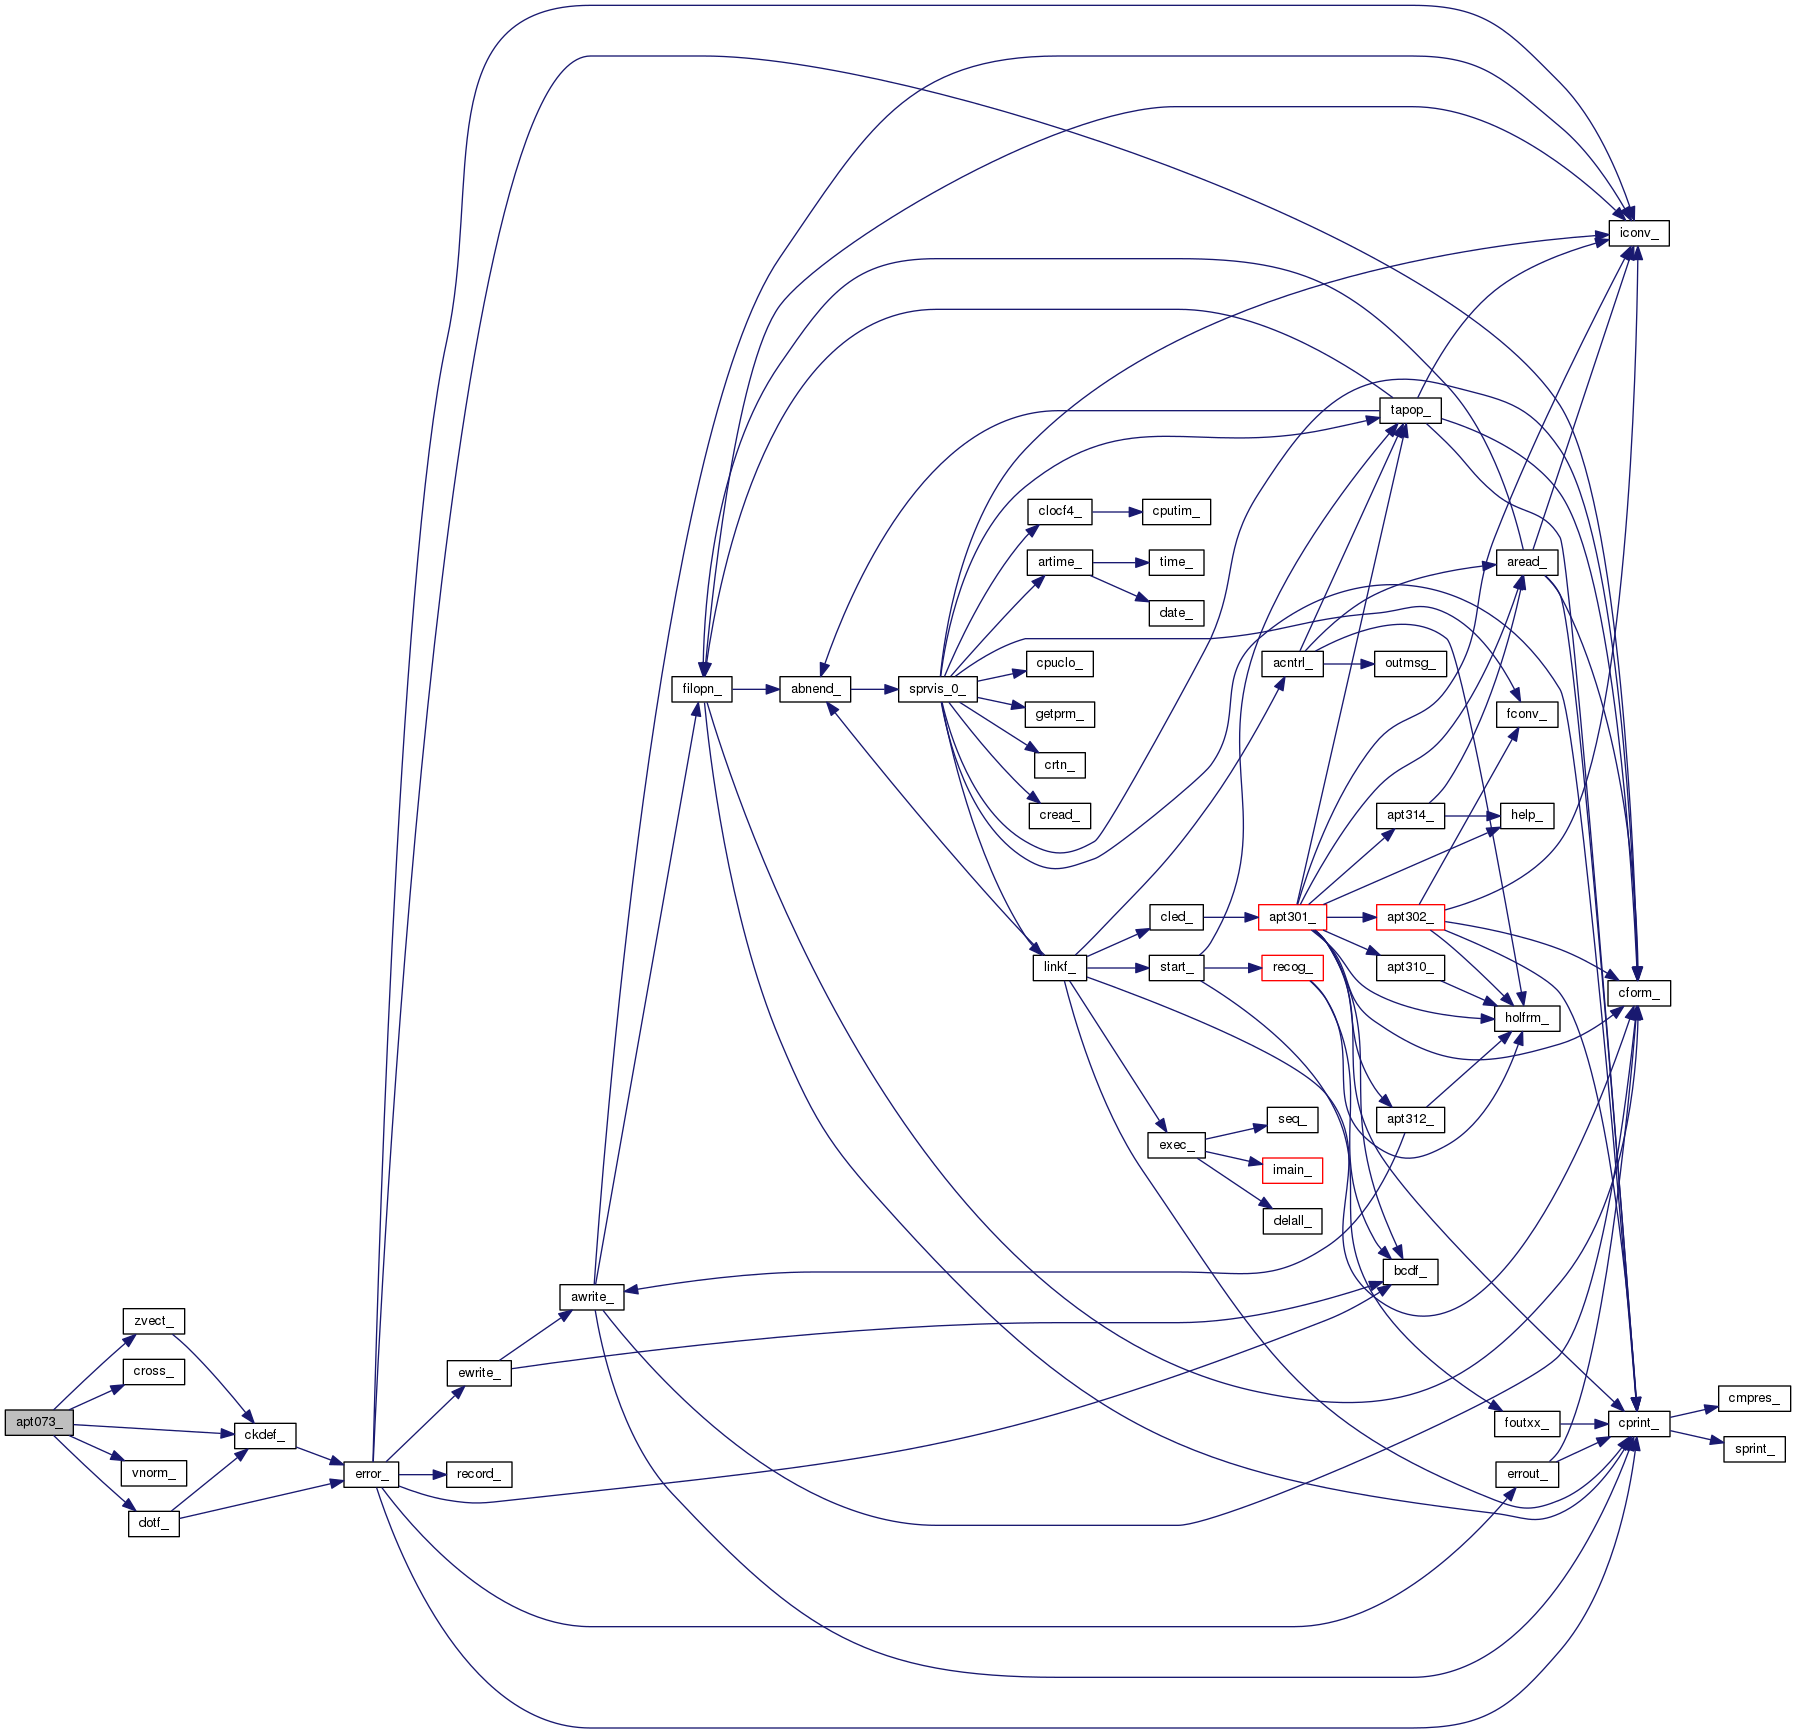 iconv_
tapop_
clocf4_
cputim_
artime_
time_
aread_
date_
cpuclo_
acntrl_
outmsg_
filopn_
abnend_
sprvis_0_
getprm_
fconv_
crtn_
cread_
apt314_
help_
cled_
apt301_
apt302_
linkf_
start_
recog_
apt310_
cform_
holfrm_
seq_
apt312_
exec_
imain_
delall_
bcdf_
awrite_
zvect_
cross_
ewrite_
cmpres_
apt073_
ckdef_
foutxx_
cprint_
sprint_
vnorm_
error_
record_
errout_
dotf_